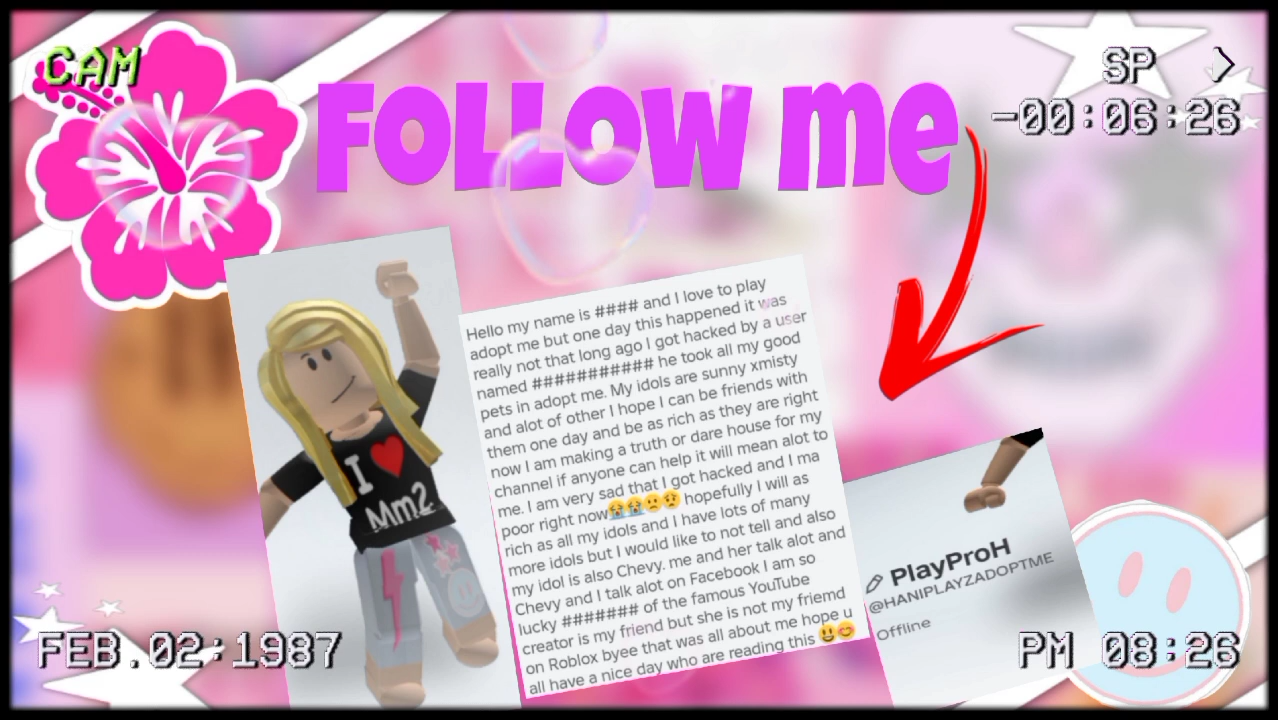 CAM
SP
-00:06:26
FOLLOW me
I ❤ Mm2
Hello my name is #### and I love to play
adopt me but one day this happened it was
really not that long ago I got hacked by a user
named ########### he took all my good
pets in adopt me. My idols are sunny xmisty
and alot of other I hope I can be friends with
them one day and be as rich as they are right
now I am making a truth or dare house for my
channel if anyone can help it will mean alot to
me. I am very sad that I got hacked and I ma
poor right now😭😭🙁😟 hopefully I will as
rich as all my idols and I have lots of many
more idols but I would like to not tell and also
my idol is also Chevy. me and her talk alot and
Chevy and I talk alot on Facebook I am so
lucky ####### of the famous YouTube
creator is my friend but she is not my friemd
on Roblox byee that was all about me hope u
all have a nice day who are reading this 😃😊
PlayProH
@HANIPLAYZADOPTME
Offline
FEB.02:1987
PM 08:26